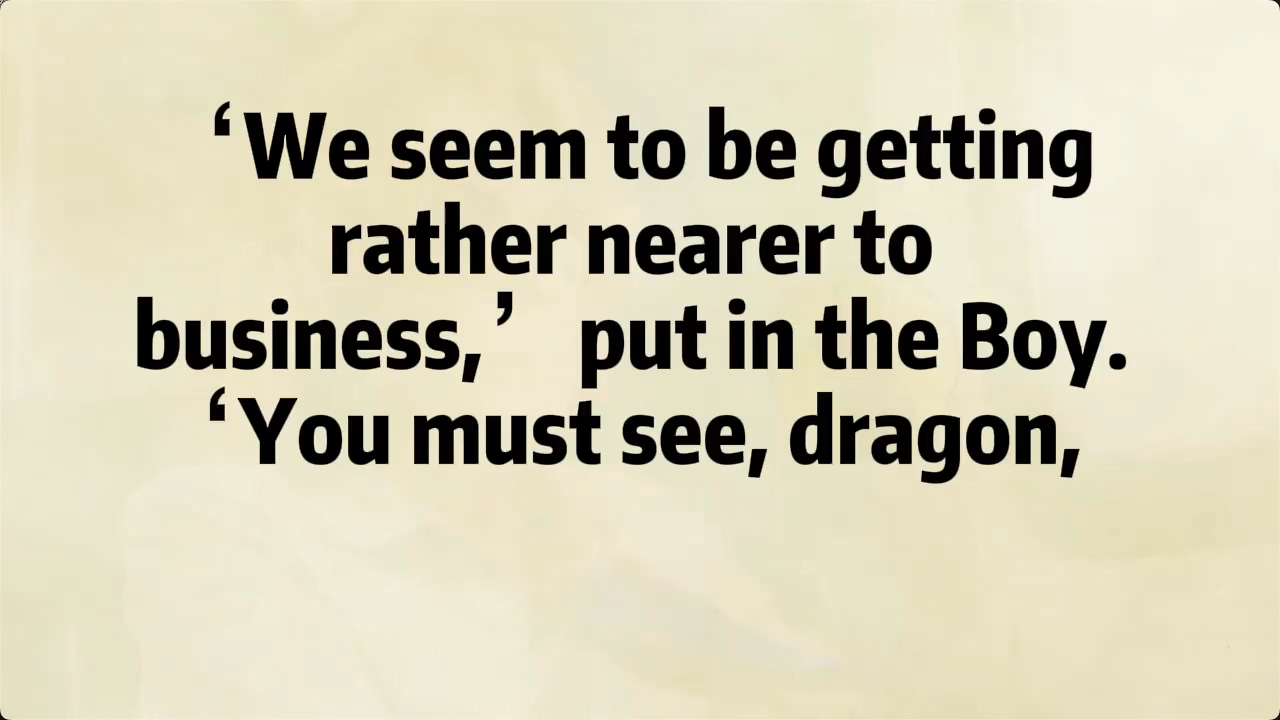 ‘We seem to be getting
rather nearer to
business,’ put in the Boy.
‘You must see, dragon,